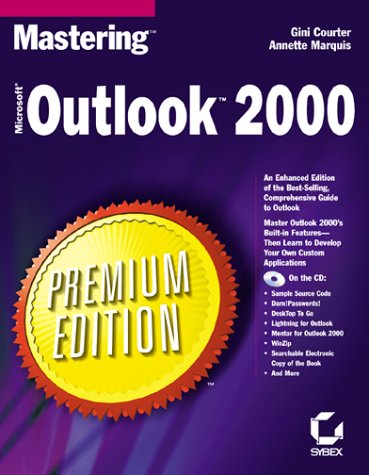 Gini Courter
Annette Marquis
Mastering™
Microsoft®
Outlook™ 2000
An Enhanced Edition
of the Best-Selling,
Comprehensive Guide
to Outlook
Master Outlook 2000's
Built-in Features—
Then Learn to Develop
Your Own Custom
Applications
On the CD:
• Sample Source Code
• Darn!Passwords!
• DeskTop To Go
• Lightning for Outlook
• Mentor for Outlook 2000
• WinZip
• Searchable Electronic
Copy of the Book
• And More
PREMIUM
EDITION
™
SYBEX